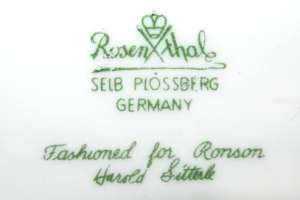 Rosenthal
SELB PLÖSSBERG
GERMANY
Fashioned for Ronson
Harold Sitterle